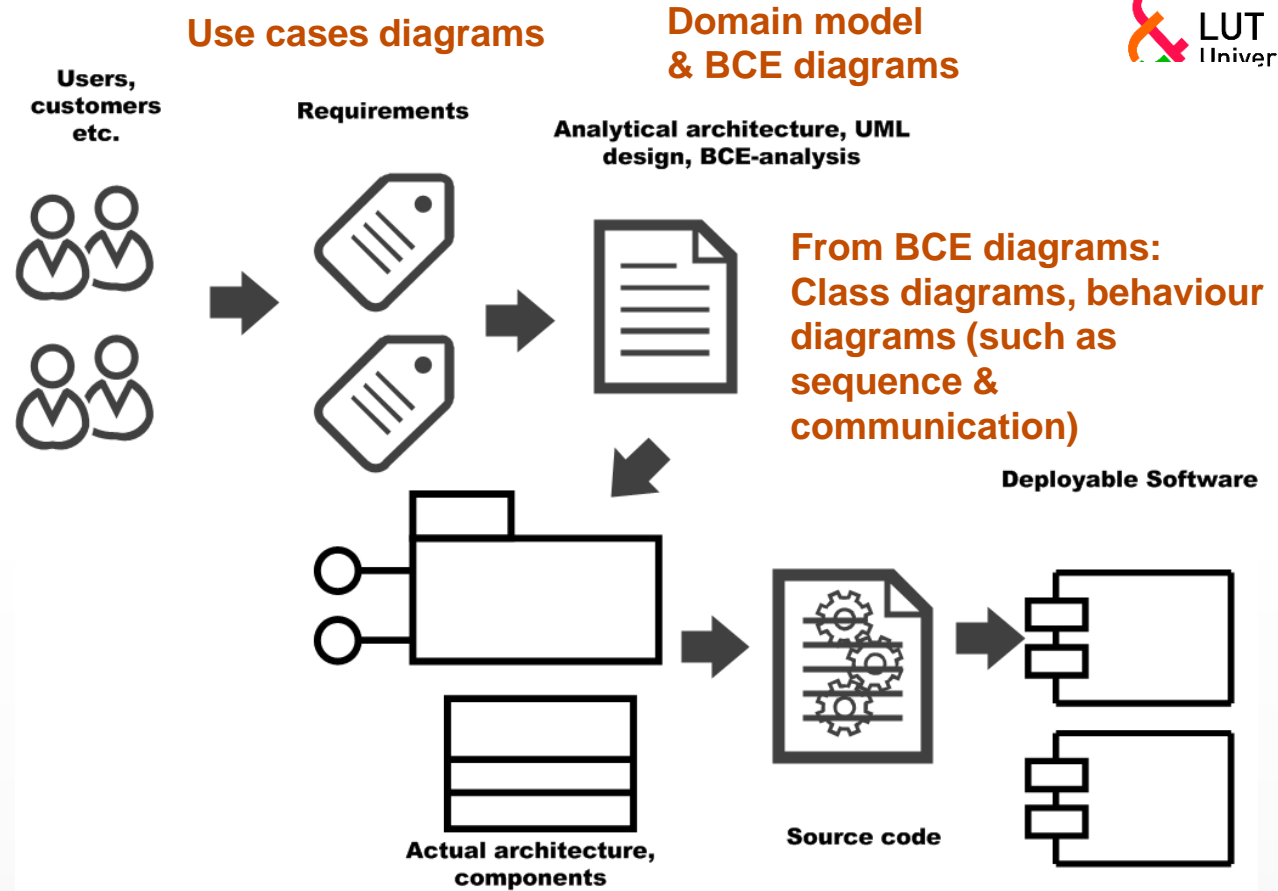 Use cases diagrams
Domain model
& BCE diagrams
LUT
Univer
Users,
customers
etc.
Requirements
Analytical architecture, UML
design, BCE-analysis
From BCE diagrams:
Class diagrams, behaviour
diagrams (such as
sequence &
communication)
Deployable Software
Actual architecture,
components
Source code